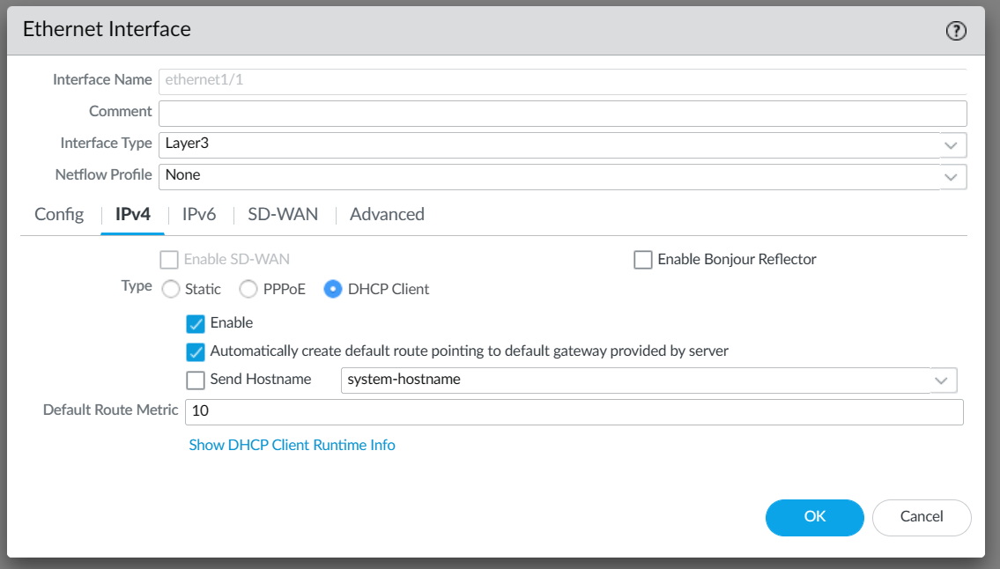 Ethernet Interface
?
Interface Name ethernet1/1
Comment
Interface Type Layer3
Netflow Profile None
Config IPv4 IPv6 SD-WAN Advanced
Enable SD-WAN Enable Bonjour Reflector
Type Static PPPoE DHCP Client
Enable
Automatically create default route pointing to default gateway provided by server
Send Hostname system-hostname
Default Route Metric 10
Show DHCP Client Runtime Info
OK Cancel